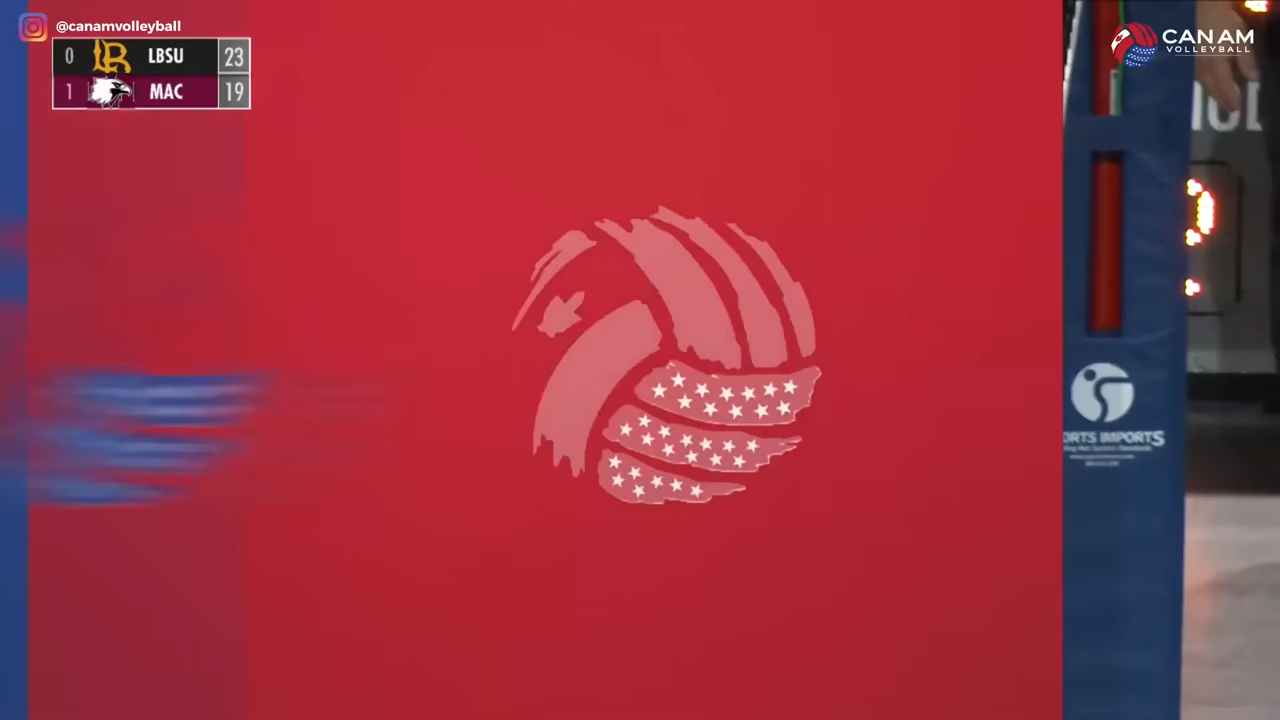 @canamvolleyball
0 LBSU 23
1 MAC 19
CAN AM
VOLLEYBALL
ORTS IMPORTS